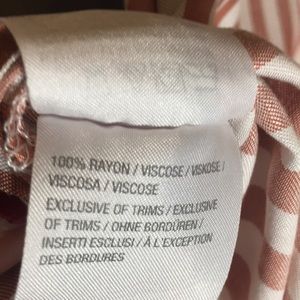 100% RAYON / VISCOSE / VISKOSE /
VISCOSA / VISCOSE
EXCLUSIVE OF TRIMS / EXCLUSIVE
OF TRIMS / OHNE BORDÜREN /
INSERTI ESCLUSI / À L'EXCEPTION
DES BORDURES